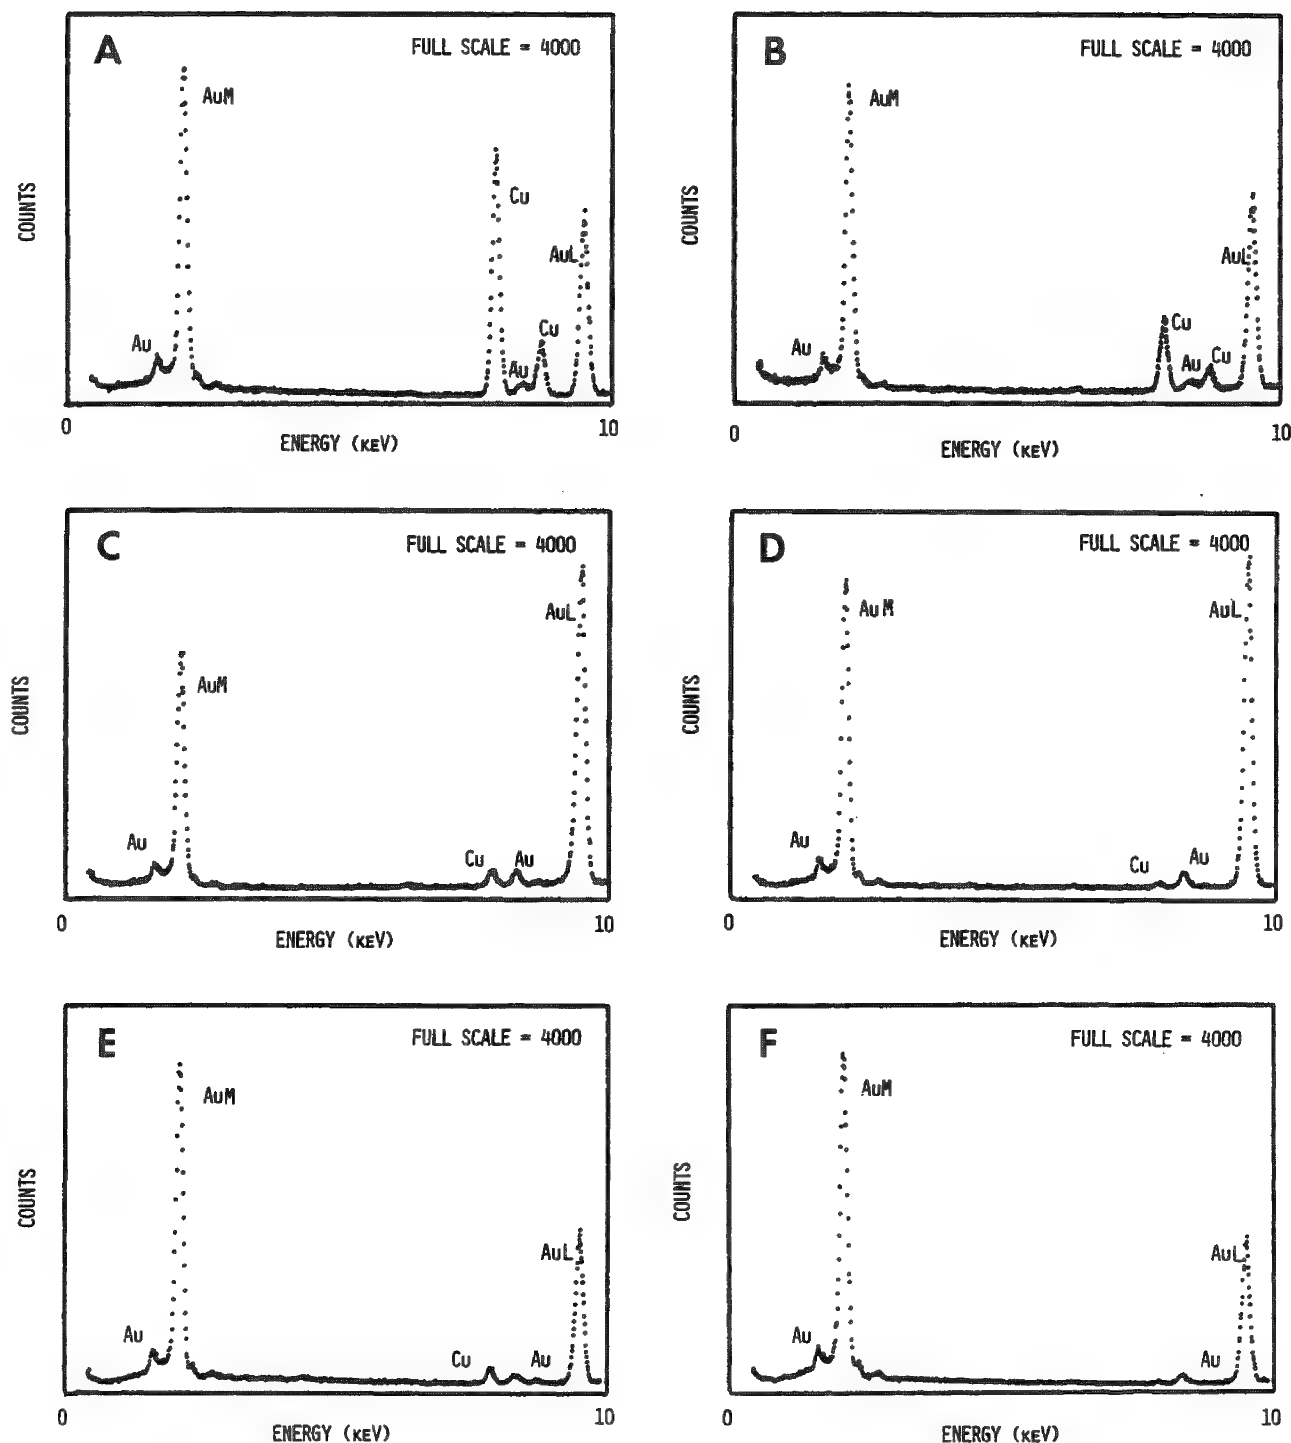 A
FULL SCALE = 4000
AuM
Cu
AuL
Cu
Au
Au
COUNTS
0
10
ENERGY (KEV)
B
FULL SCALE = 4000
AuM
AuL
Cu
Au
Au
Cu
COUNTS
0
10
ENERGY (KEV)
C
FULL SCALE = 4000
AuL
AuM
Au
Cu
Au
COUNTS
0
10
ENERGY (KEV)
D
FULL SCALE = 4000
AuM
AuL
Au
Cu
Au
COUNTS
0
10
ENERGY (KEV)
E
FULL SCALE = 4000
AuM
AuL
Au
Cu
Au
COUNTS
0
10
ENERGY (KEV)
F
FULL SCALE = 4000
AuM
AuL
Au
Au
COUNTS
0
10
ENERGY (KEV)